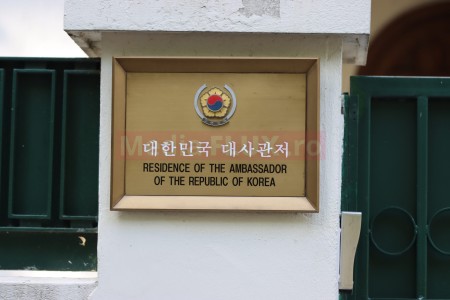 대한민국 대사관저
RESIDENCE OF THE AMBASSADOR
OF THE REPUBLIC OF KOREA